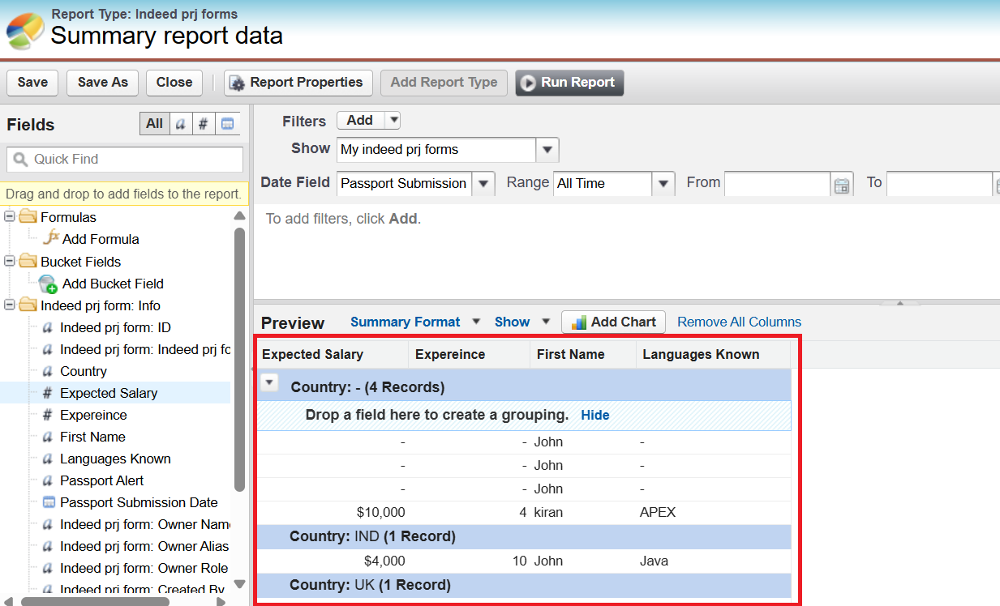 Report Type: Indeed prj forms
Summary report data
Save Save As Close Report Properties Add Report Type Run Report
Fields All a #
Quick Find
Drag and drop to add fields to the report.
Formulas
fx Add Formula
Bucket Fields
Add Bucket Field
Indeed prj form: Info
a Indeed prj form: ID
a Indeed prj form: Indeed prj fo
a Country
# Expected Salary
# Expereince
a First Name
a Languages Known
a Passport Alert
Passport Submission Date
a Indeed prj form: Owner Name
a Indeed prj form: Owner Alias
a Indeed prj form: Owner Role
a Indeed prj form: Created By
Filters Add
Show My indeed prj forms
Date Field Passport Submission Range All Time From To
To add filters, click Add.
Preview Summary Format Show Add Chart Remove All Columns
Expected Salary Expereince First Name Languages Known
Country: - (4 Records)
Drop a field here to create a grouping. Hide
- - John -
- - John -
- - John -
$10,000 4 kiran APEX
Country: IND (1 Record)
$4,000 10 John Java
Country: UK (1 Record)